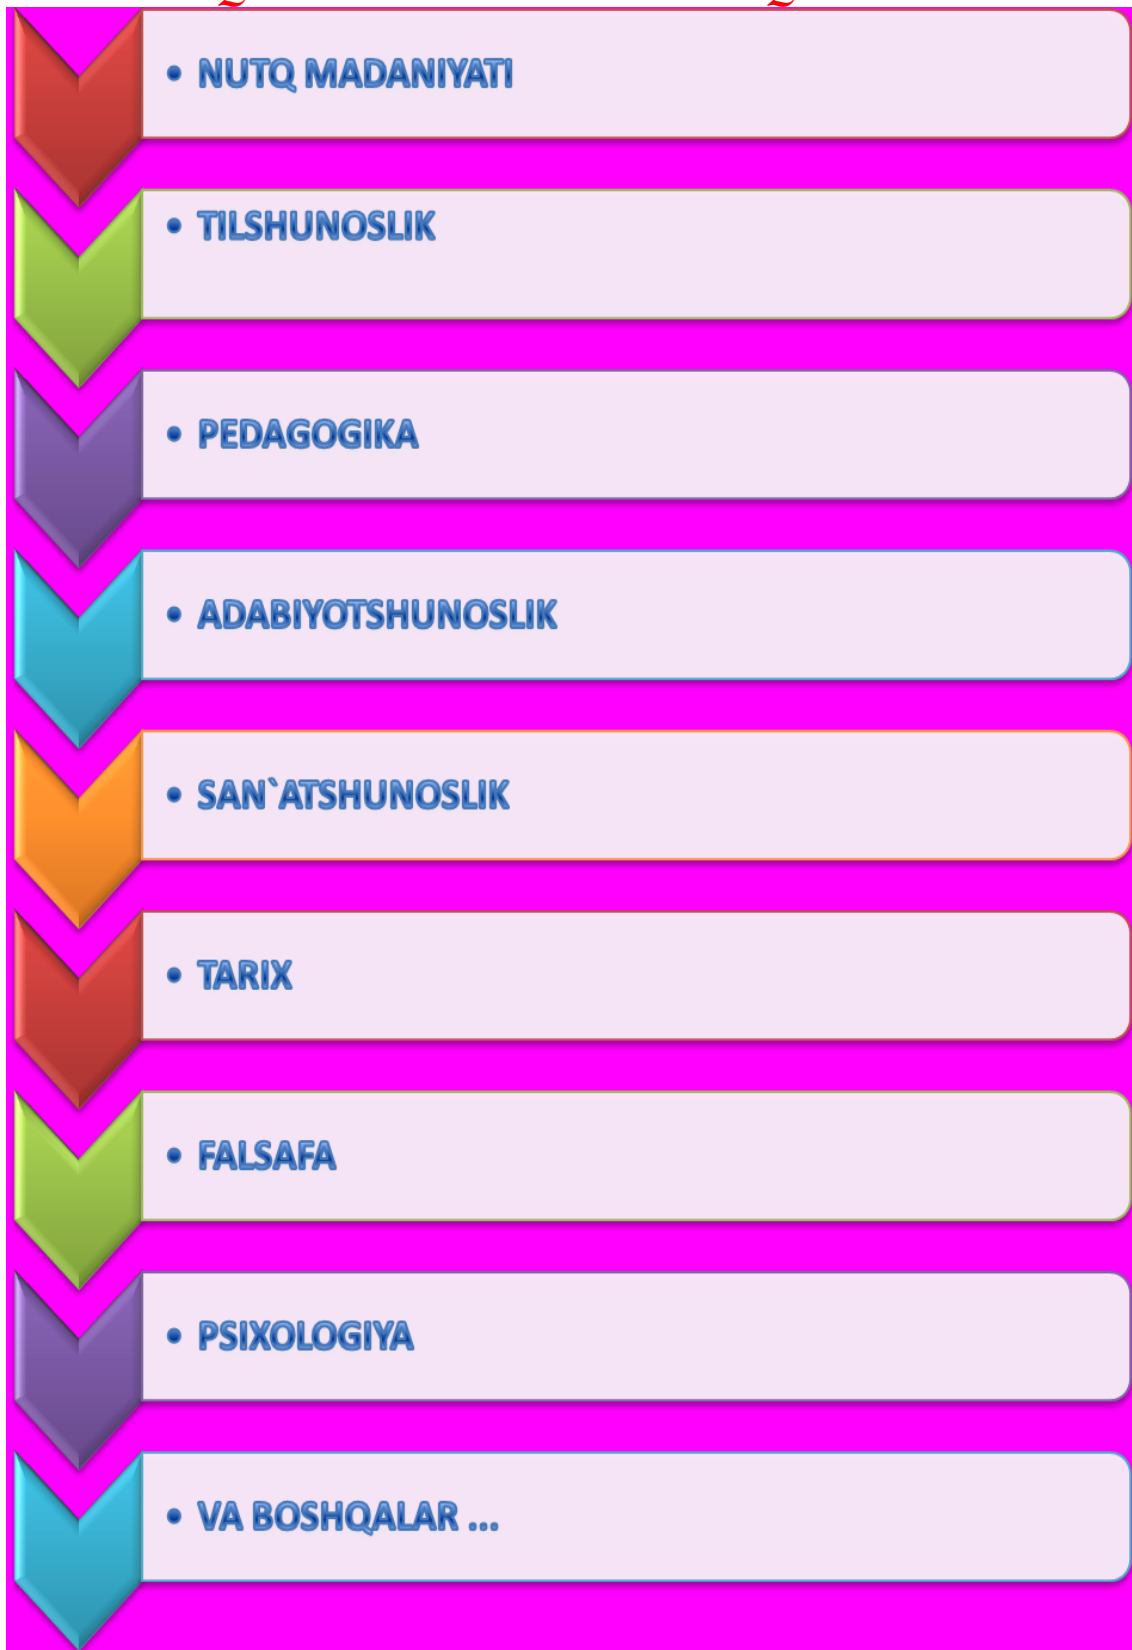 • NUTQ MADANIYATI
• TILSHUNOSLIK
• PEDAGOGIKA
• ADABIYOTSHUNOSLIK
• SAN`ATSHUNOSLIK
• TARIX
• FALSAFA
• PSIXOLOGIYA
• VA BOSHQALAR ...